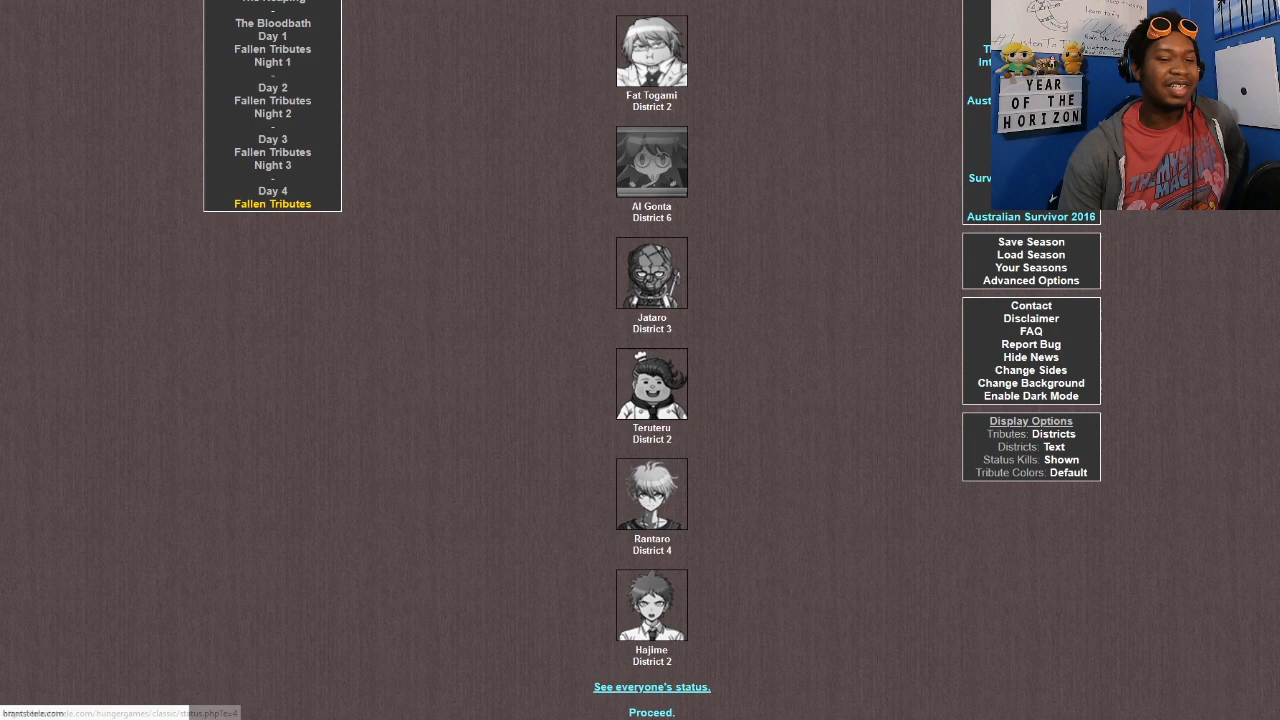 The Bloodbath
Day 1
Fallen Tributes
Night 1
-
Day 2
Fallen Tributes
Night 2
-
Day 3
Fallen Tributes
Night 3
-
Day 4
Fallen Tributes
Fat Togami
District 2
Al Gonta
District 6
Jataro
District 3
Teruteru
District 2
Rantaro
District 4
Hajime
District 2
See everyone's status.
Proceed.
YEAR
OF THE
HORIZON
Australian Survivor 2016
Save Season
Load Season
Your Seasons
Advanced Options
Contact
Disclaimer
FAQ
Report Bug
Hide News
Change Sides
Change Background
Enable Dark Mode
Display Options
Tributes: Districts
Districts: Text
Status Kills: Shown
Tribute Colors: Default